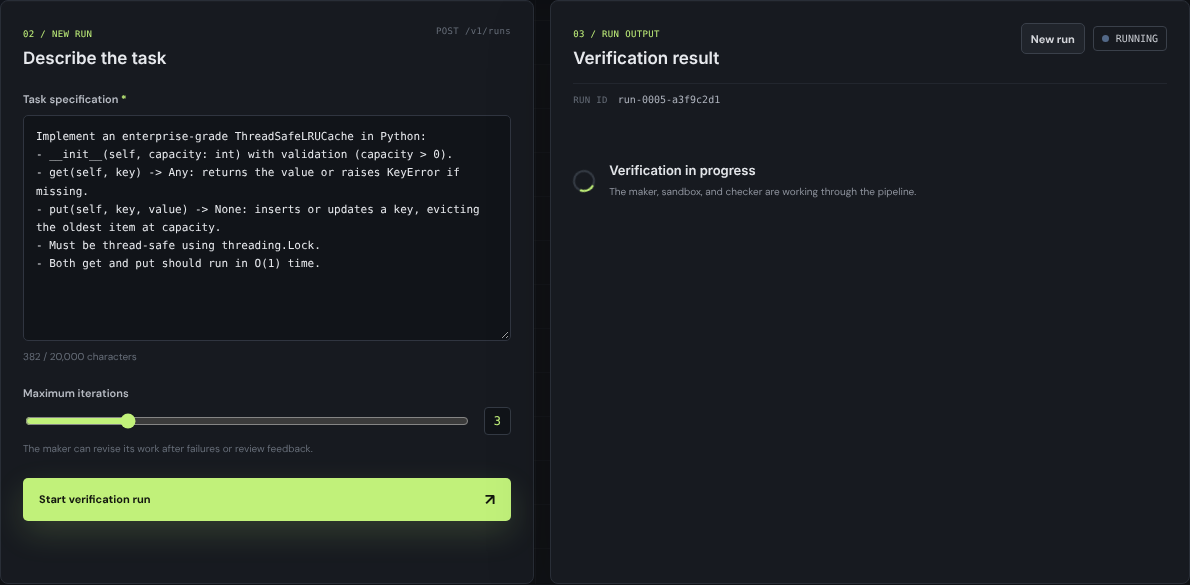 02 / NEW RUN
POST /v1/runs
Describe the task
Task specification *
Implement an enterprise-grade ThreadSafeLRUCache in Python:
- __init__(self, capacity: int) with validation (capacity > 0).
- get(self, key) -> Any: returns the value or raises KeyError if
missing.
- put(self, key, value) -> None: inserts or updates a key, evicting
the oldest item at capacity.
- Must be thread-safe using threading.Lock.
- Both get and put should run in O(1) time.
382 / 20,000 characters
Maximum iterations
3
The maker can revise its work after failures or review feedback.
Start verification run
03 / RUN OUTPUT
Verification result
New run
RUNNING
RUN ID run-0005-a3f9c2d1
Verification in progress
The maker, sandbox, and checker are working through the pipeline.